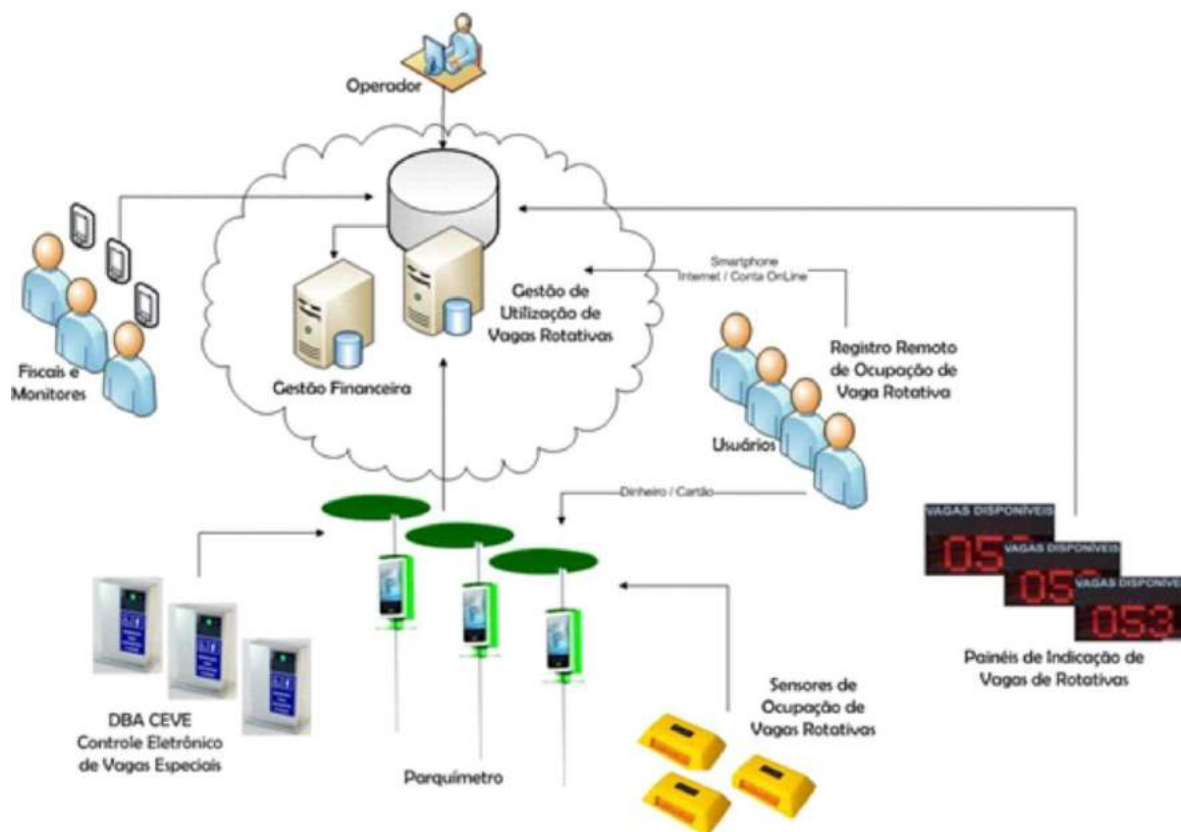 Operador
Smartphone
Internet / Conta OnLine
Gestão de
Utilização de
Vagas Rotativas
Gestão Financeira
Fiscais e
Monitores
Registro Remoto
de Ocupação de
Vaga Rotativa
Usuários
Dinheiro / Cartão
VAGAS DISPONÍVEIS
VAGAS DISPONÍVEIS
VAGAS DISPONÍVEIS
053
Painéis de Indicação de
Vagas de Rotativas
Sensores de
Ocupação de
Vagas Rotativas
DBA CEVE
Controle Eletrônico
de Vagas Especiais
Parquímetro